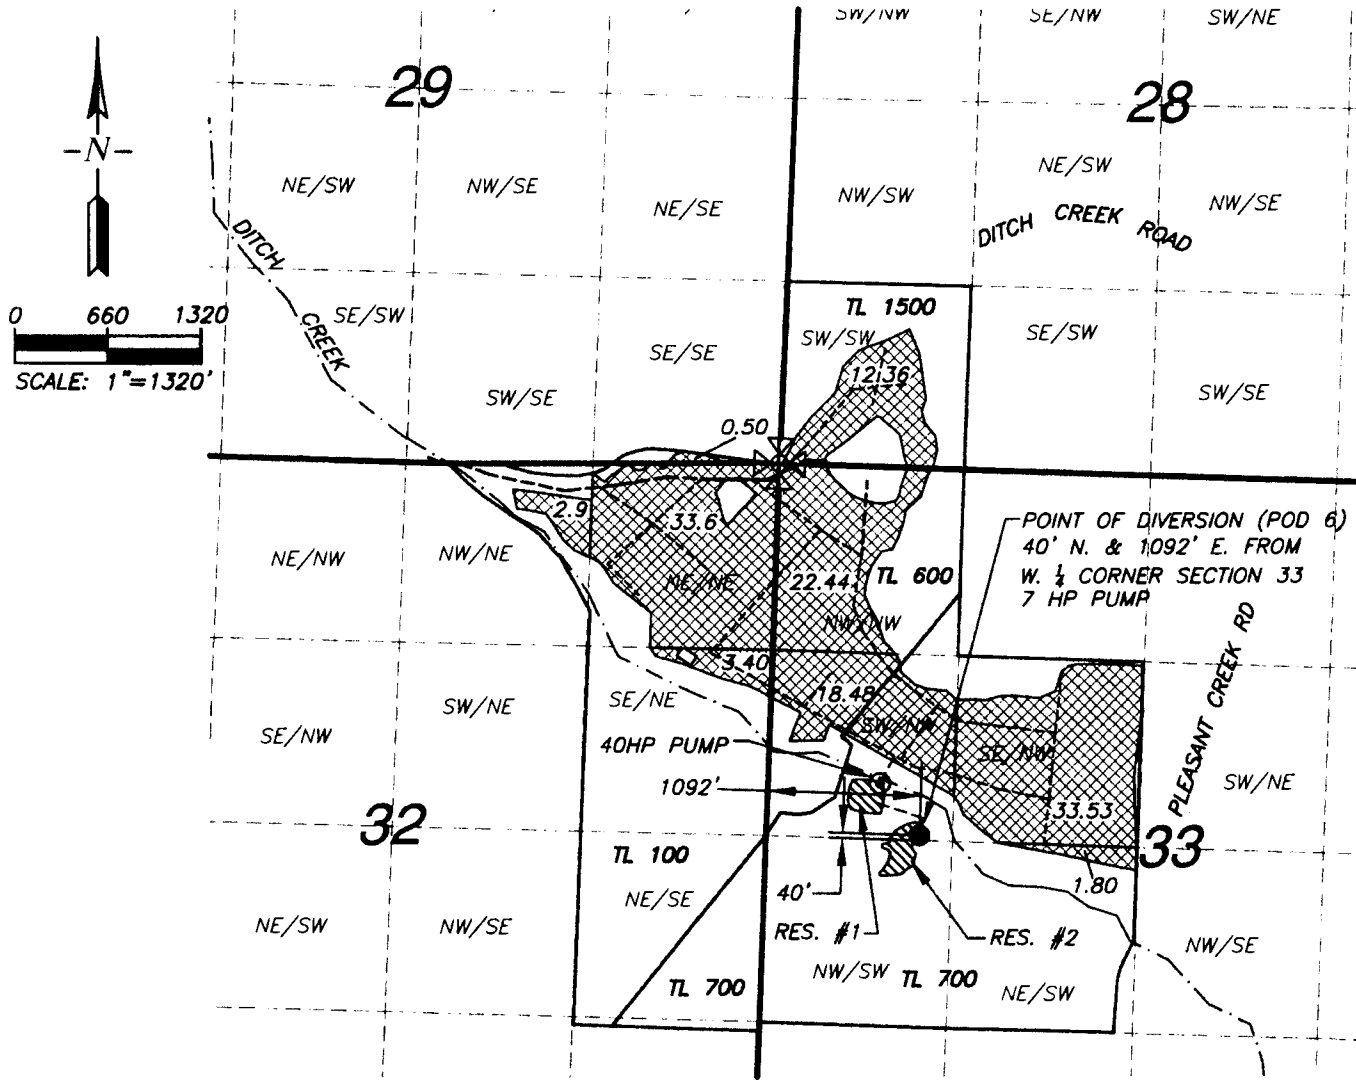 SW/NW
SE/NW
SW/NE
29
28
N
NE/SW
NW/SE
NE/SE
NW/SW
NE/SW
NW/SE
DITCH CREEK ROAD
DITCH CREEK
0 660 1320
SCALE: 1"=1320'
SE/SW
SW/SE
SE/SE
TL 1500
SW/SW
SE/SW
SW/SE
12.36
0.50
2.9
33.6
NE/NW
NW/NE
NE/NE
22.44
TL 600
NW/NW
POINT OF DIVERSION (POD 6)
40' N. & 1092' E. FROM
W. ¼ CORNER SECTION 33
7 HP PUMP
PLEASANT CREEK RD
3.40
18.48
SE/NW
SW/NE
SE/NE
SW/NW
SE/NW
SW/NE
40HP PUMP
1092'
33.53
32
33
TL 100
1.80
40'
NE/SE
RES. #1
RES. #2
NE/SW
NW/SE
NW/SW
TL 700
TL 700
NE/SW
NW/SE